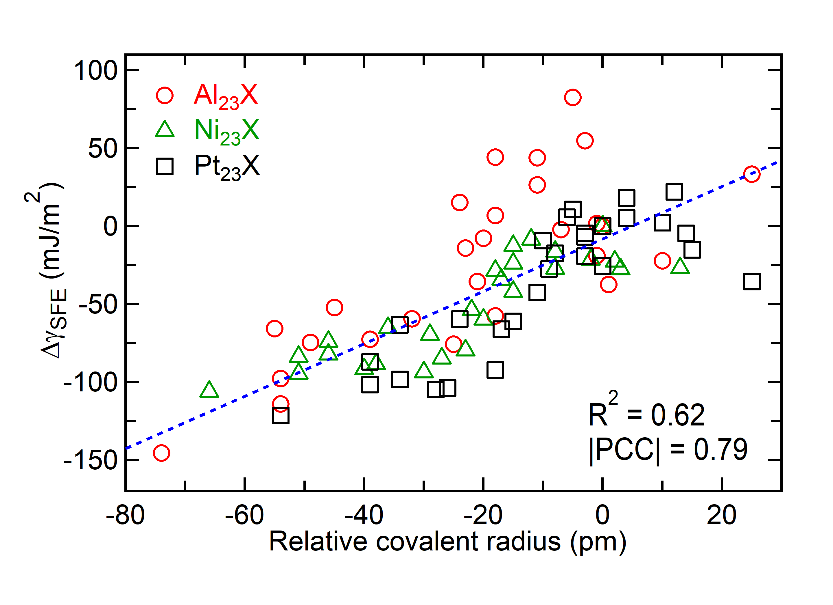 100
50
0
-50
-100
-150
ΔγSFE (mJ/m2)
Al23X
Ni23X
Pt23X
R2 = 0.62
|PCC| = 0.79
-80 -60 -40 -20 0 20
Relative covalent radius (pm)